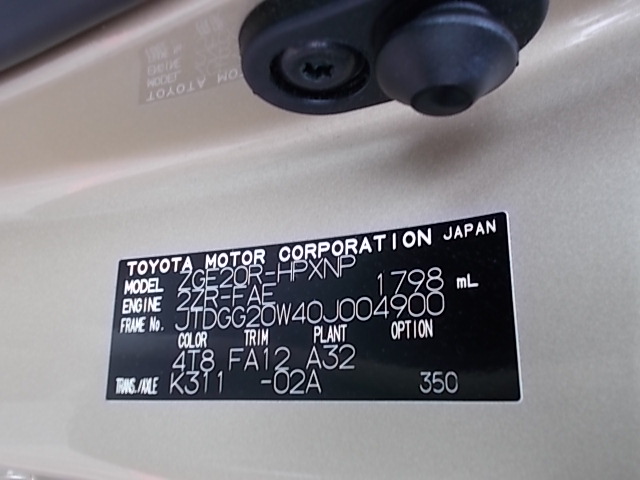 TOYOTA MOTOR CORPORATION JAPAN
MODEL ZGE20R-HPXNP
ENGINE 2ZR-FAE 1798 mL
FRAME No. JTDGG20W40J004900
COLOR TRIM PLANT OPTION
4T8 FA12 A32
TRANS./AXLE K311 -02A 350